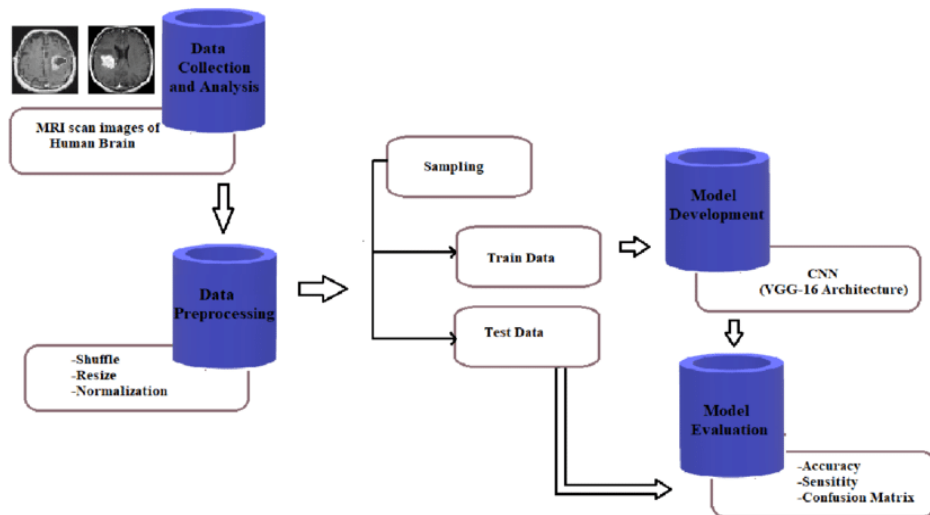 Data
Collection
and Analysis
MRI scan images of
Human Brain
Data
Preprocessing
-Shuffle
-Resize
-Normalization
Sampling
Train Data
Test Data
Model
Development
CNN
(VGG-16 Architecture)
Model
Evaluation
-Accuracy
-Sensitity
-Confusion Matrix